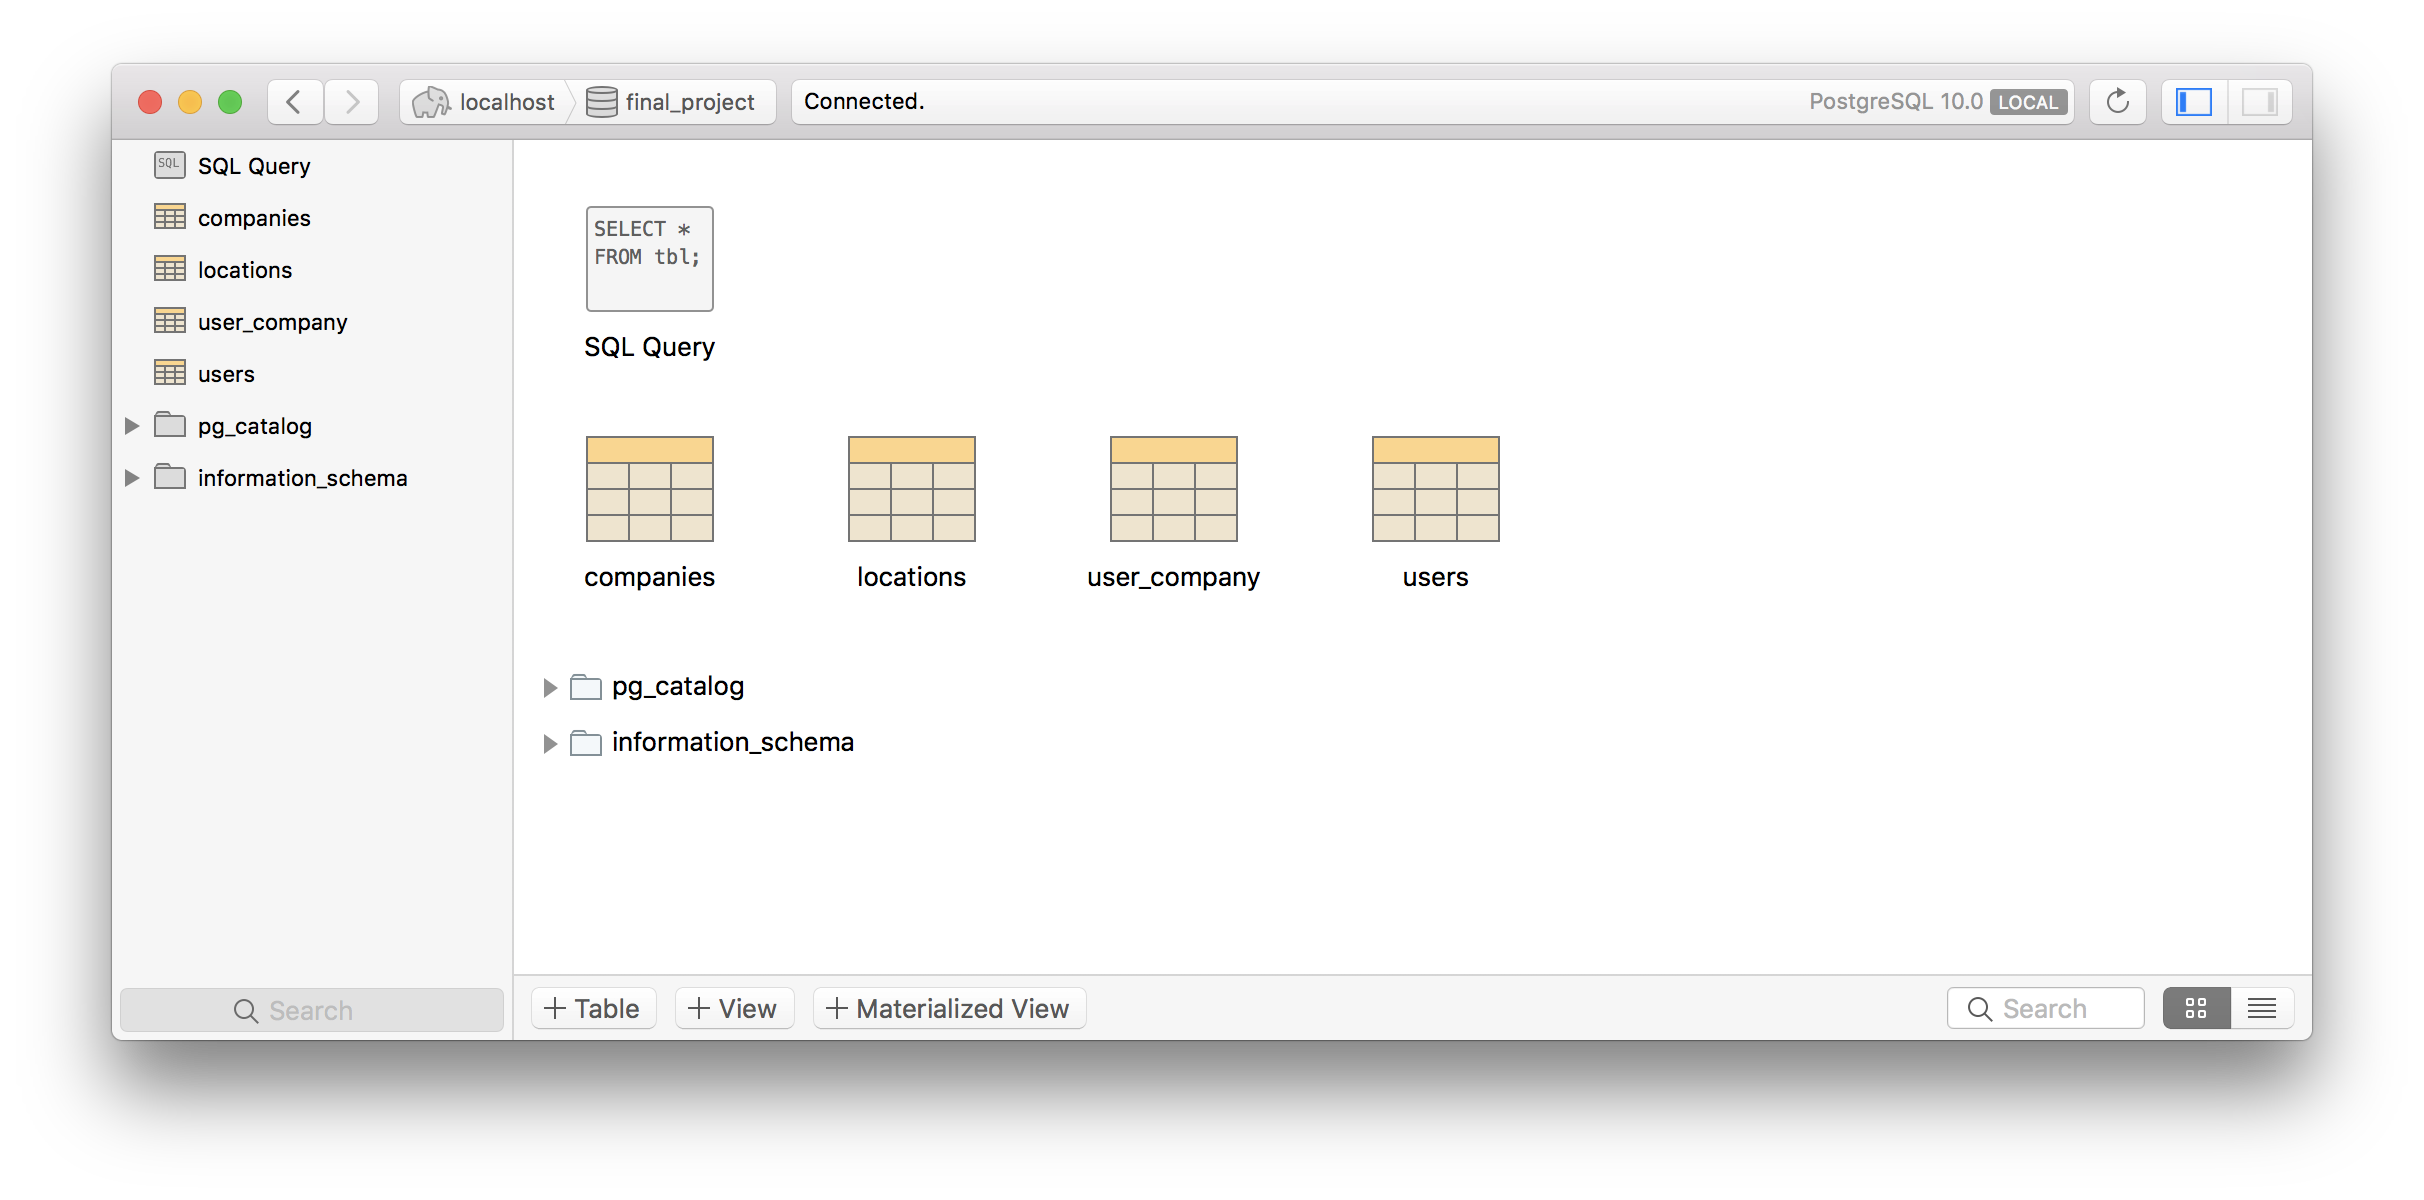 localhost final_project Connected. PostgreSQL 10.0 LOCAL
SQL SQL Query
companies
locations
user_company
users
pg_catalog
information_schema
Search
SELECT *
FROM tbl;
SQL Query
companies locations user_company users
pg_catalog
information_schema
Table View Materialized View Search